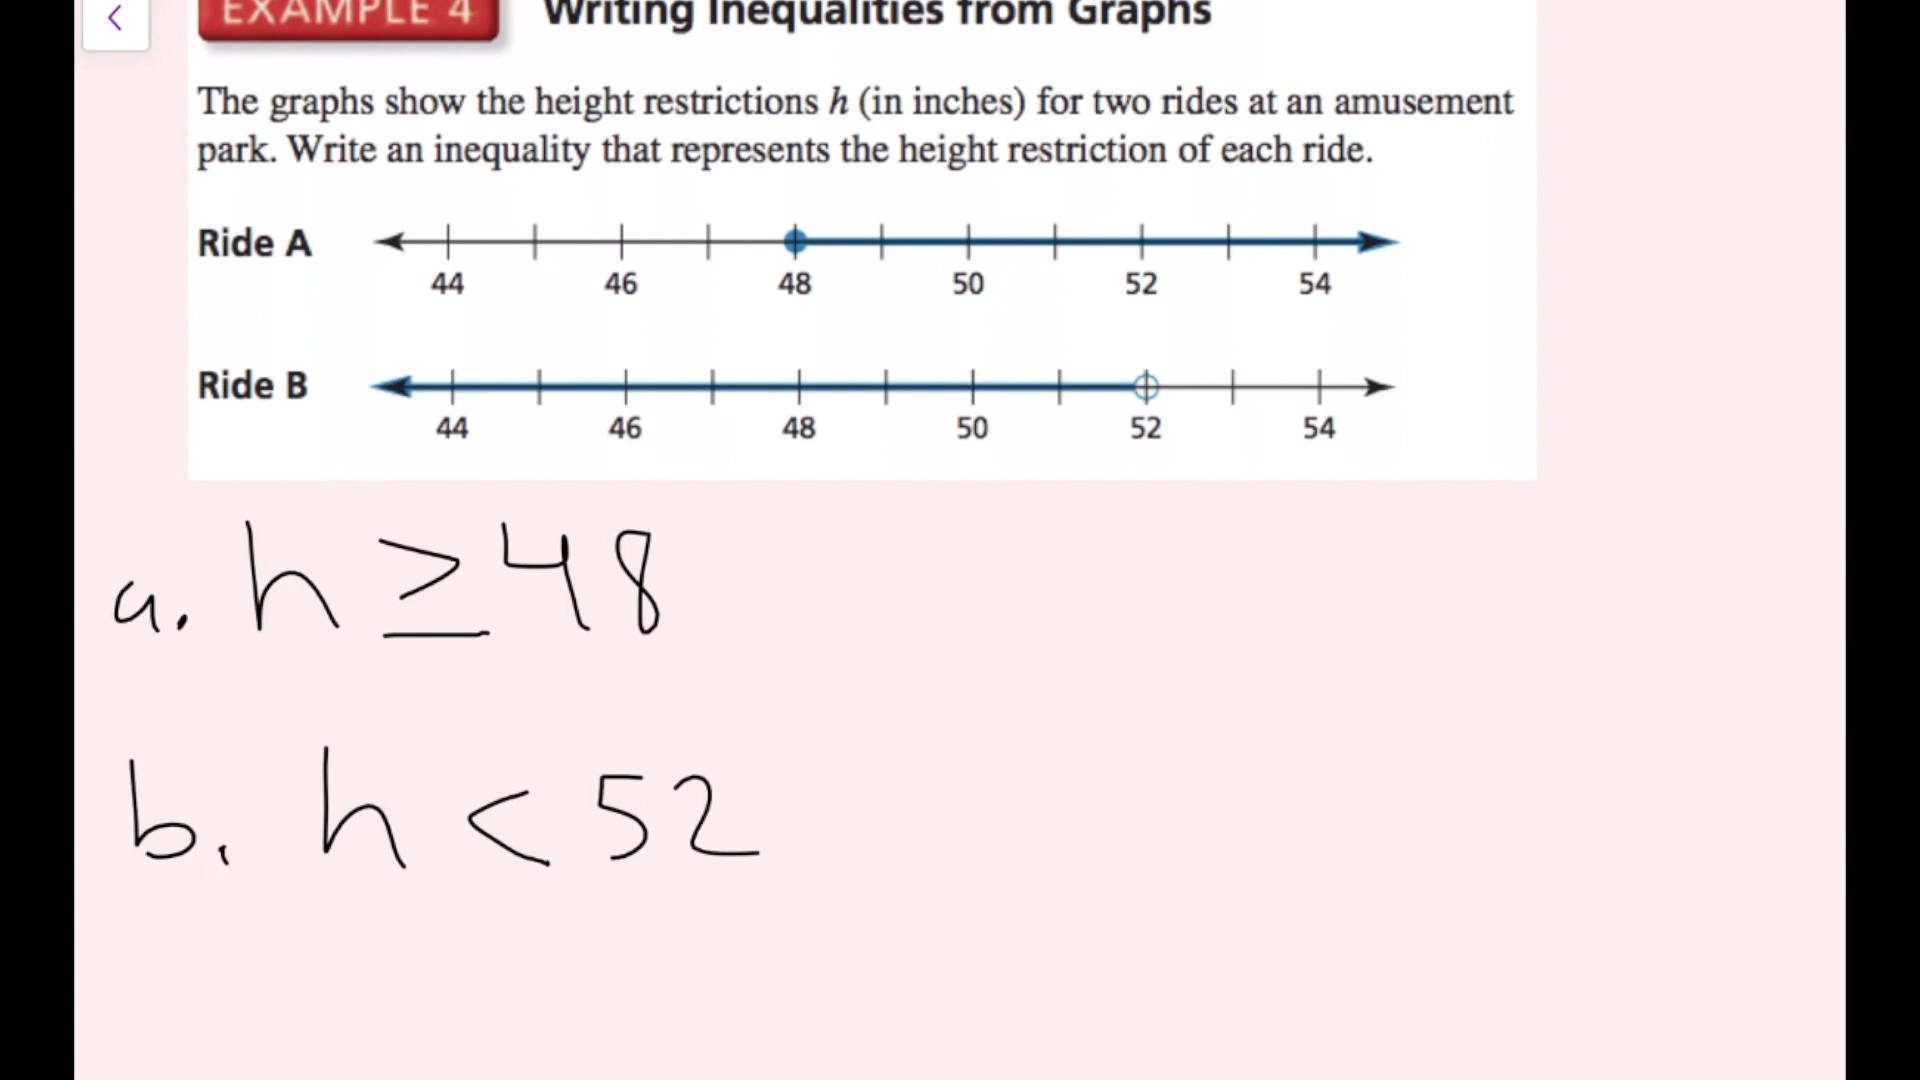 EXAMPLE 4 Writing Inequalities from Graphs
The graphs show the height restrictions h (in inches) for two rides at an amusement
park. Write an inequality that represents the height restriction of each ride.
Ride A
44 46 48 50 52 54
Ride B
44 46 48 50 52 54
a. h ≥ 48
b. h < 52